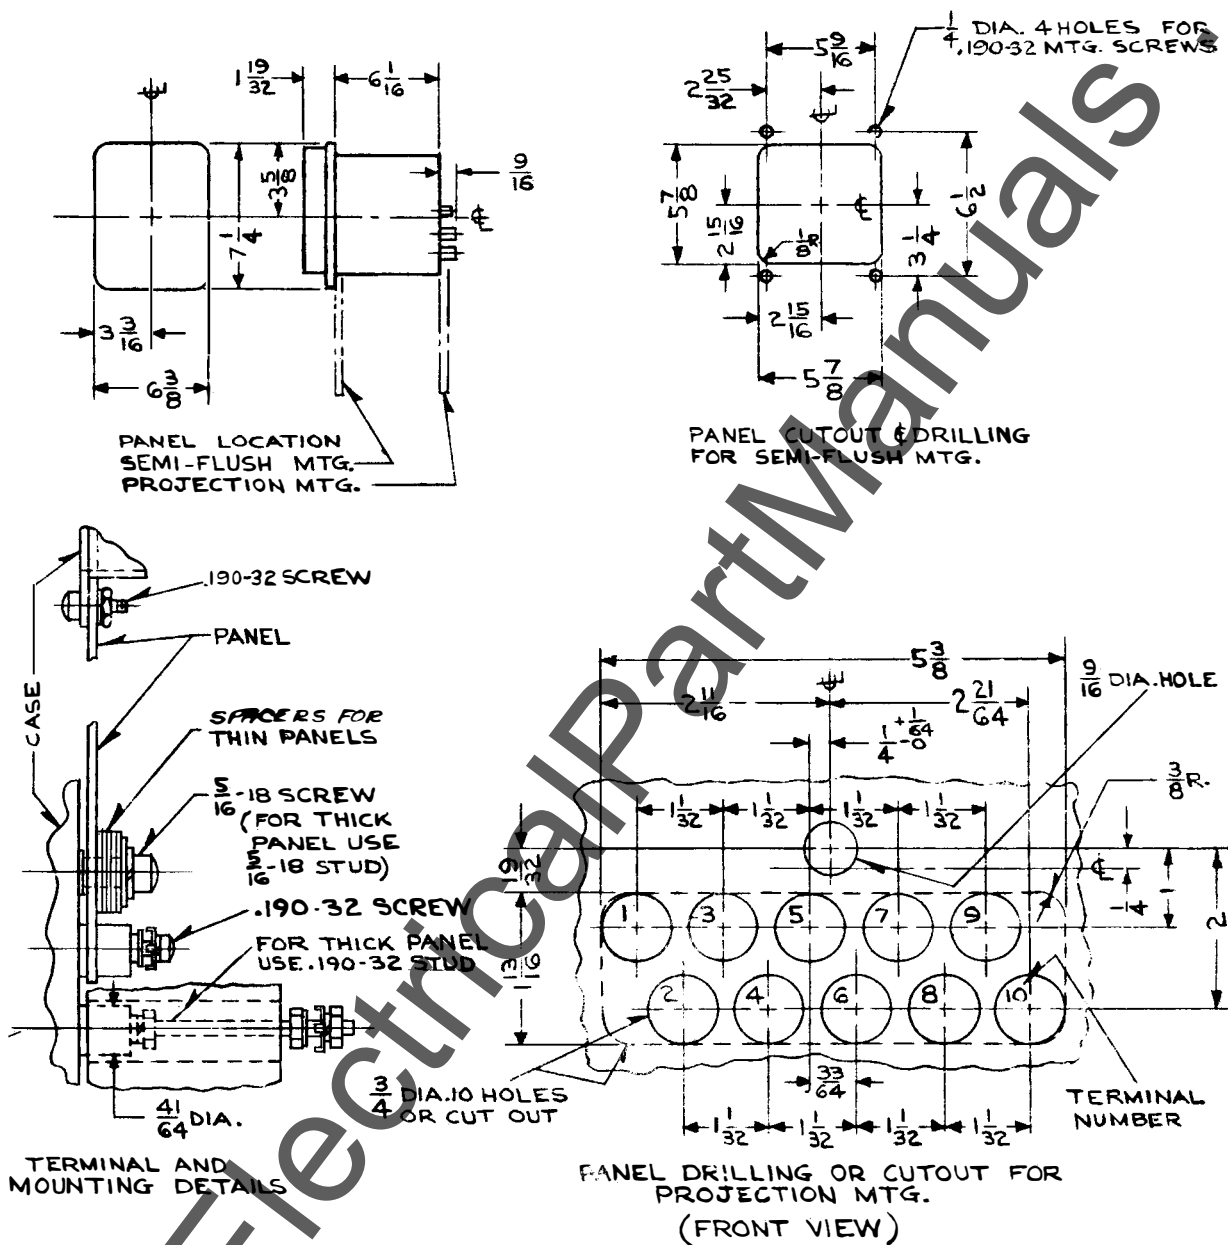 1 19/32
6 1/16
℄
3 5/8
7 1/4
9/16
℄
3 3/16
6 3/8
PANEL LOCATION
SEMI-FLUSH MTG.
PROJECTION MTG.
1/4 DIA. 4 HOLES FOR
.190-32 MTG. SCREWS
5 9/16
2 25/32
℄
5 7/8
2 15/16
1/8 R
℄
6 1/2
3 1/4
2 15/16
5 7/8
PANEL CUTOUT & DRILLING
FOR SEMI-FLUSH MTG.
.190-32 SCREW
PANEL
CASE
SPACERS FOR
THIN PANELS
5/16-18 SCREW
(FOR THICK
PANEL USE
5/16-18 STUD)
.190-32 SCREW
FOR THICK PANEL
USE .190-32 STUD
41/64 DIA.
TERMINAL AND
MOUNTING DETAILS
5 3/8
℄
2 11/16
2 21/64
9/16 DIA. HOLE
1/4 +1/64 -0
3/8 R.
1 1/32
1 1/32
1 1/32
1 1/32
19/32
℄
1/4
1
2
1 3 5 7 9
1 13/16
2 4 6 8 10
33/64
3/4 DIA. 10 HOLES
OR CUT OUT
TERMINAL
NUMBER
1 1/32
1 1/32
1 1/32
1 1/32
PANEL DRILLING OR CUTOUT FOR
PROJECTION MTG.
(FRONT VIEW)
ElectricalPartManuals .